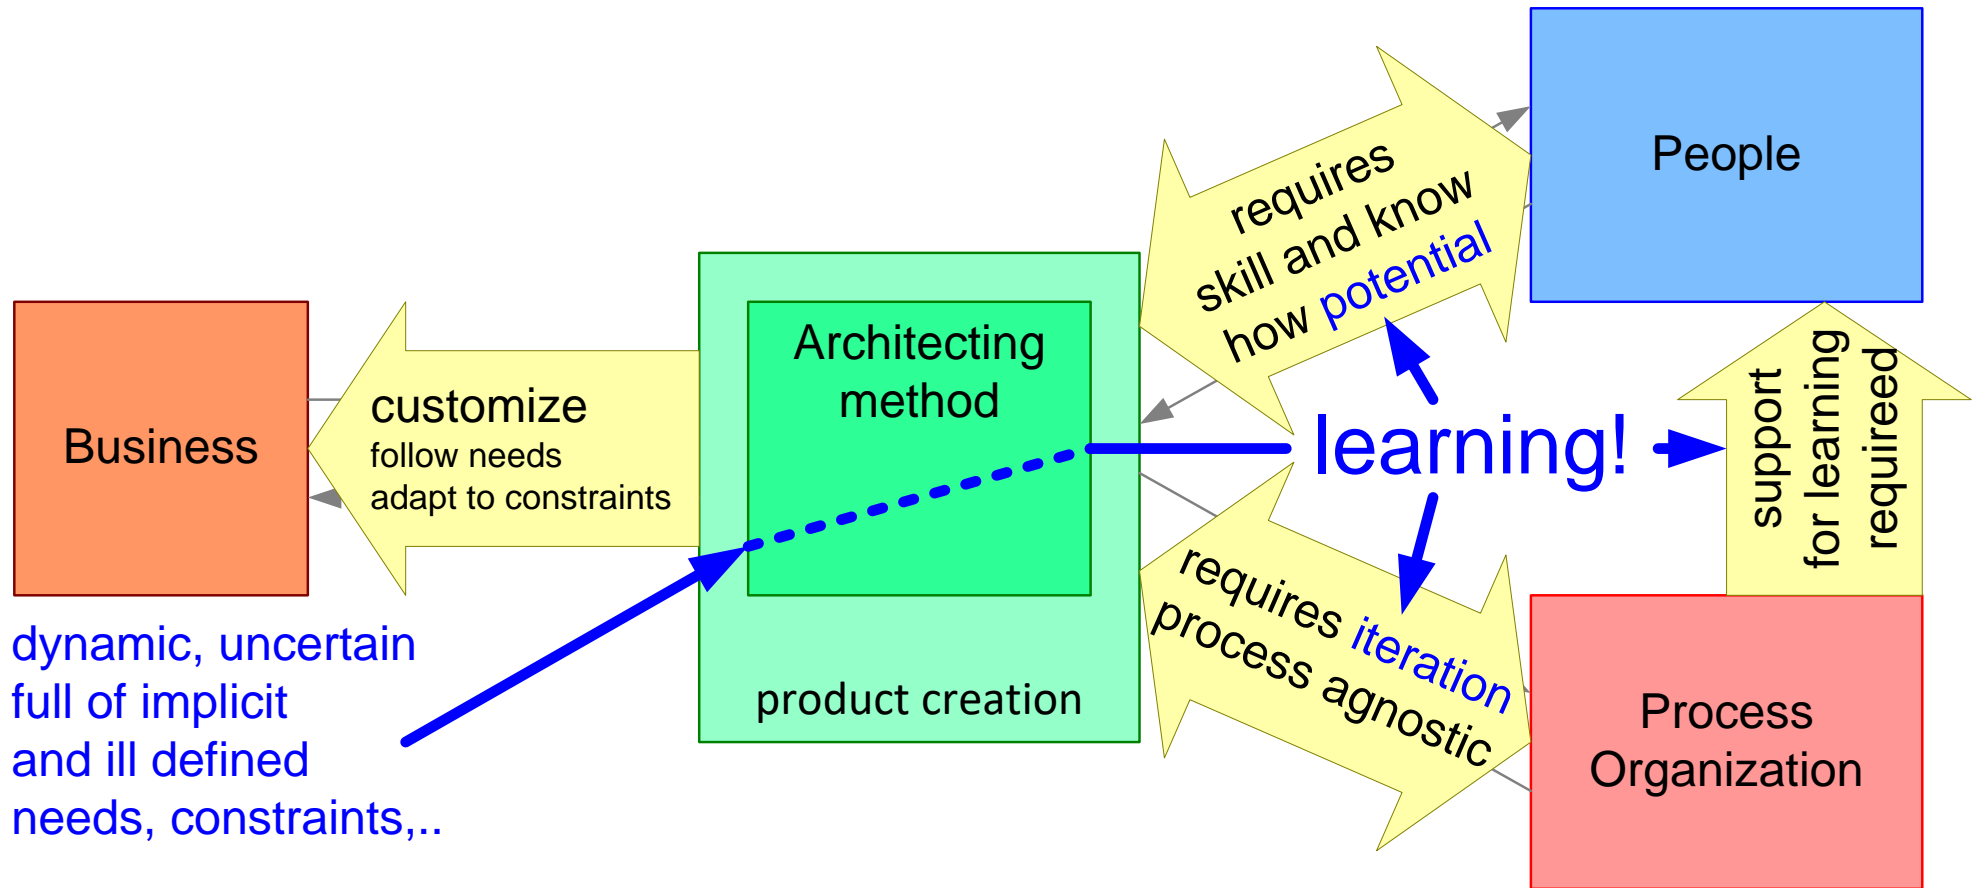 People
requires
skill and know
how potential
Architecting
method
support
for learning
requireed
Business
customize
follow needs
adapt to constraints
learning!
requires iteration
process agnostic
dynamic, uncertain
full of implicit
and ill defined
needs, constraints,..
product creation
Process
Organization